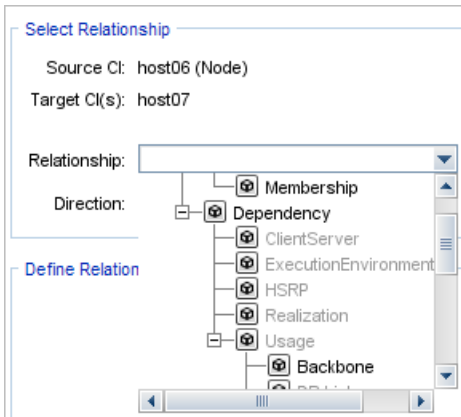 Select Relationship
Source CI: host06 (Node)
Target CI(s): host07
Relationship:
Membership
Direction:
Dependency
ClientServer
Define Relation
ExecutionEnvironment
HSRP
Realization
Usage
Backbone